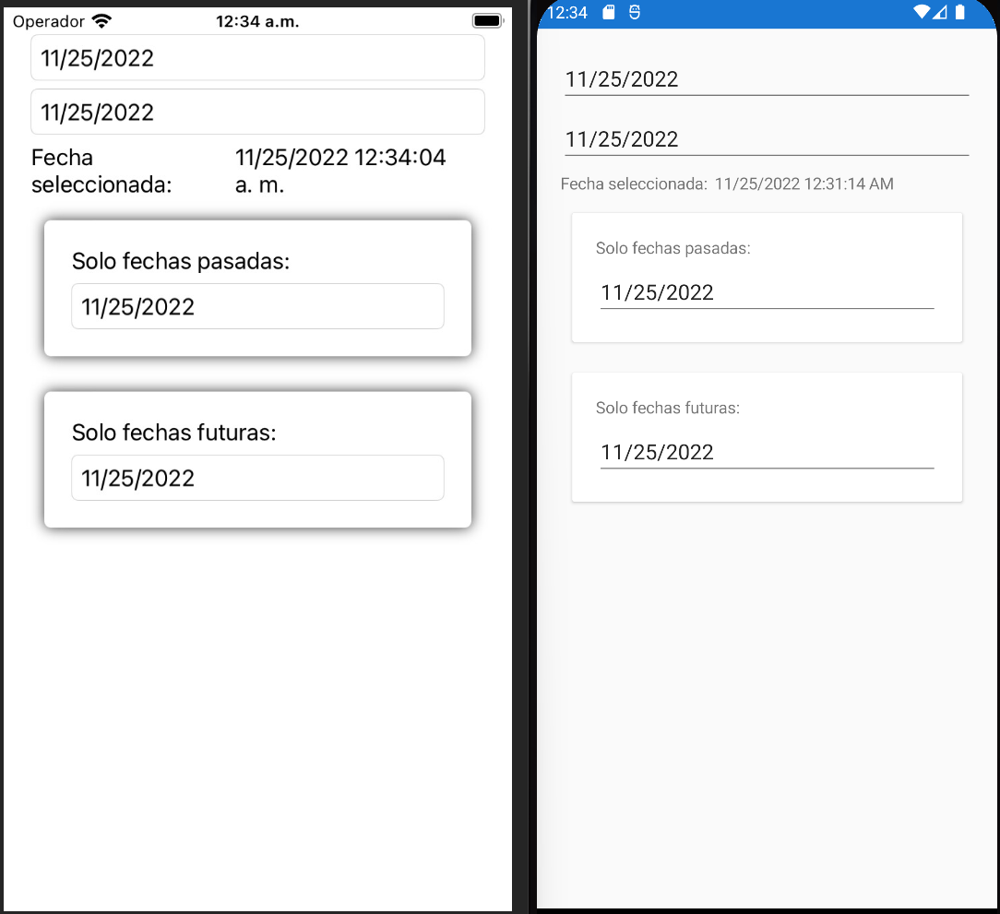 Operador 12:34 a.m.
11/25/2022
11/25/2022
Fecha 11/25/2022 12:34:04
seleccionada: a. m.
Solo fechas pasadas:
11/25/2022
Solo fechas futuras:
11/25/2022
12:34
11/25/2022
11/25/2022
Fecha seleccionada: 11/25/2022 12:31:14 AM
Solo fechas pasadas:
11/25/2022
Solo fechas futuras:
11/25/2022